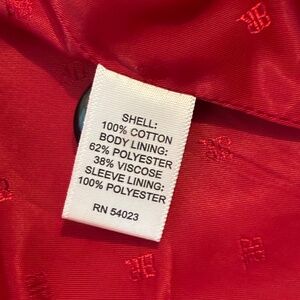 SHELL:
100% COTTON
BODY LINING:
62% POLYESTER
38% VISCOSE
SLEEVE LINING:
100% POLYESTER
RN 54023